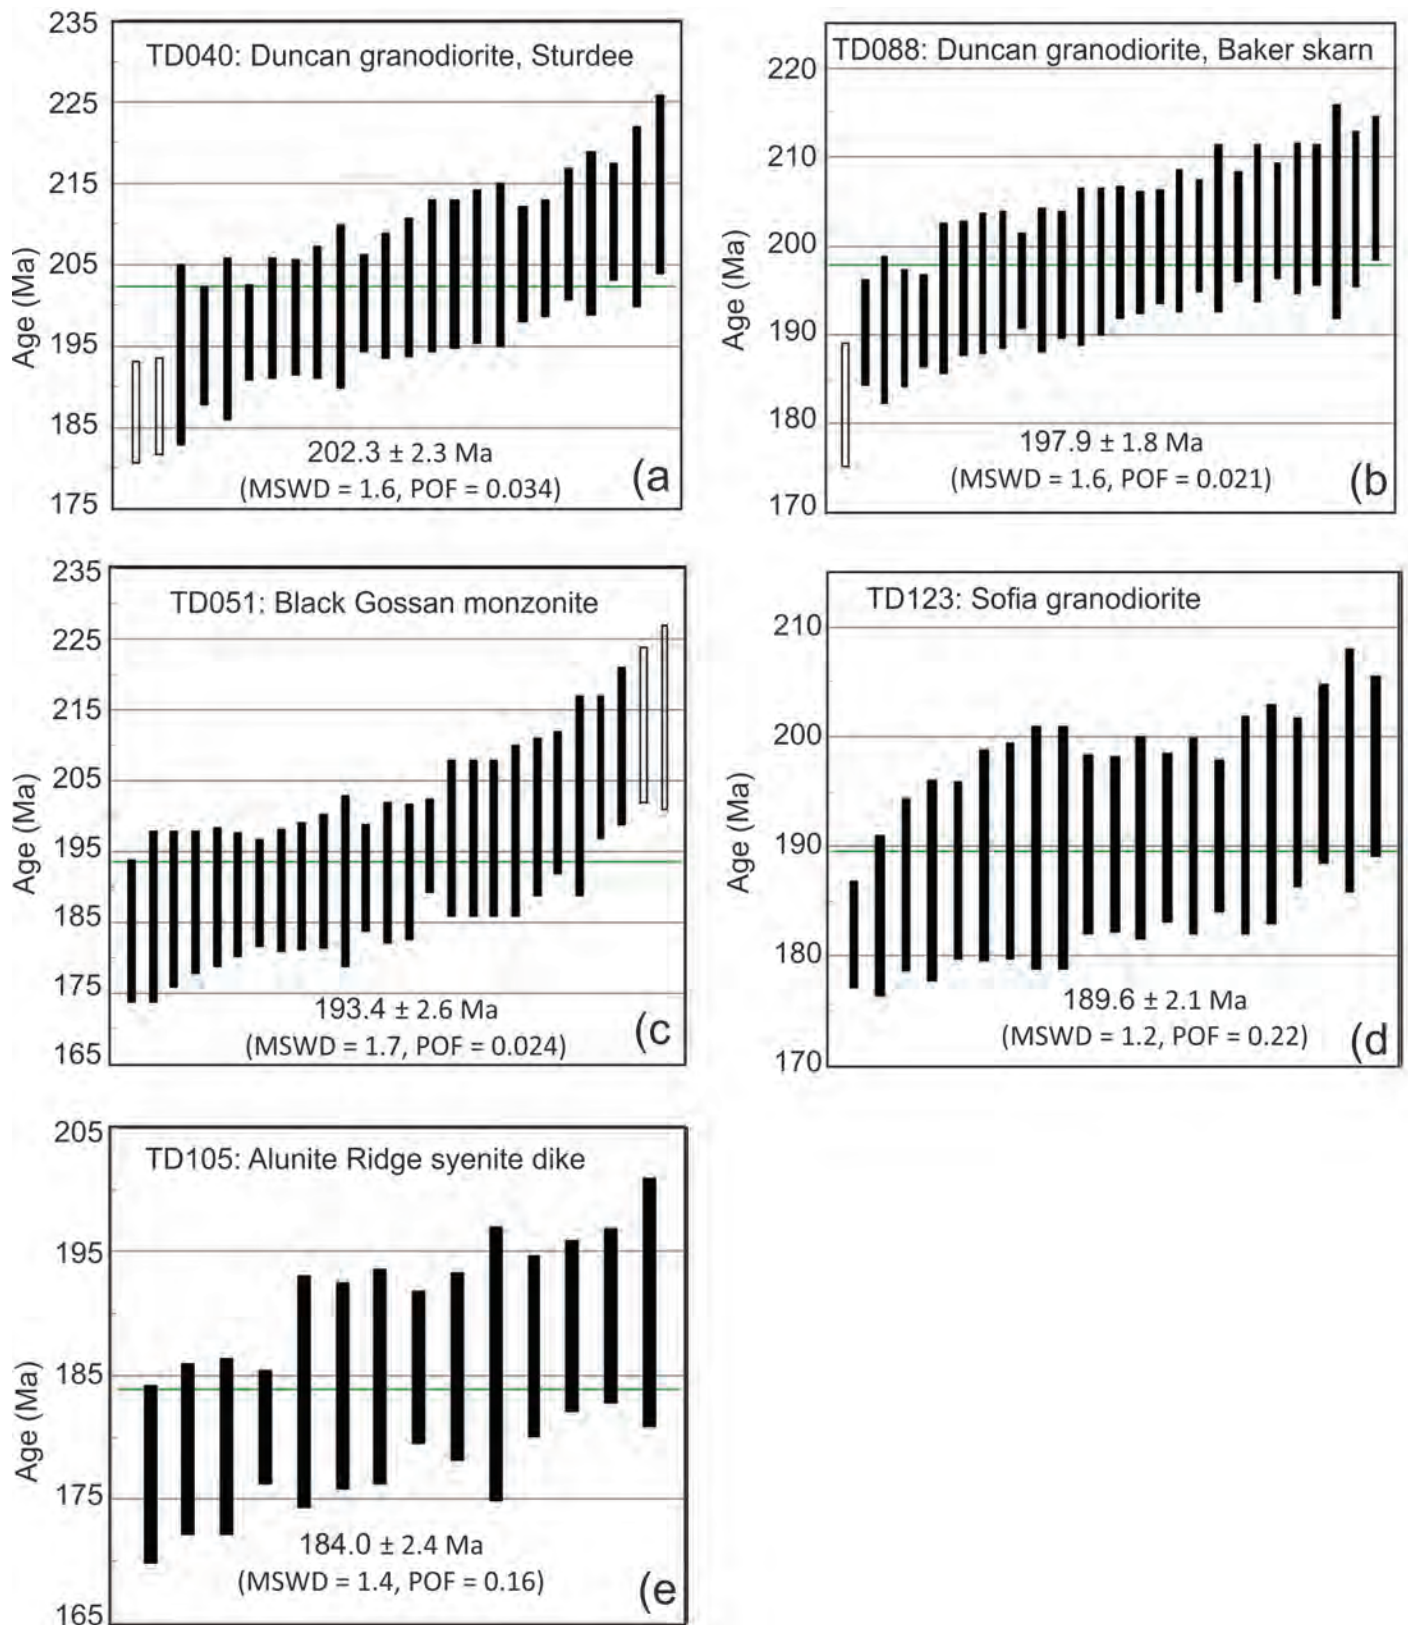 TD040: Duncan granodiorite, Sturdee
Age (Ma)
235
225
215
205
195
185
175
202.3 ± 2.3 Ma
(MSWD = 1.6, POF = 0.034)
(a)
TD088: Duncan granodiorite, Baker skarn
Age (Ma)
220
210
200
190
180
170
197.9 ± 1.8 Ma
(MSWD = 1.6, POF = 0.021)
(b)
TD051: Black Gossan monzonite
Age (Ma)
235
225
215
205
195
185
175
165
193.4 ± 2.6 Ma
(MSWD = 1.7, POF = 0.024)
(c)
TD123: Sofia granodiorite
Age (Ma)
210
200
190
180
170
189.6 ± 2.1 Ma
(MSWD = 1.2, POF = 0.22)
(d)
TD105: Alunite Ridge syenite dike
Age (Ma)
205
195
185
175
165
184.0 ± 2.4 Ma
(MSWD = 1.4, POF = 0.16)
(e)